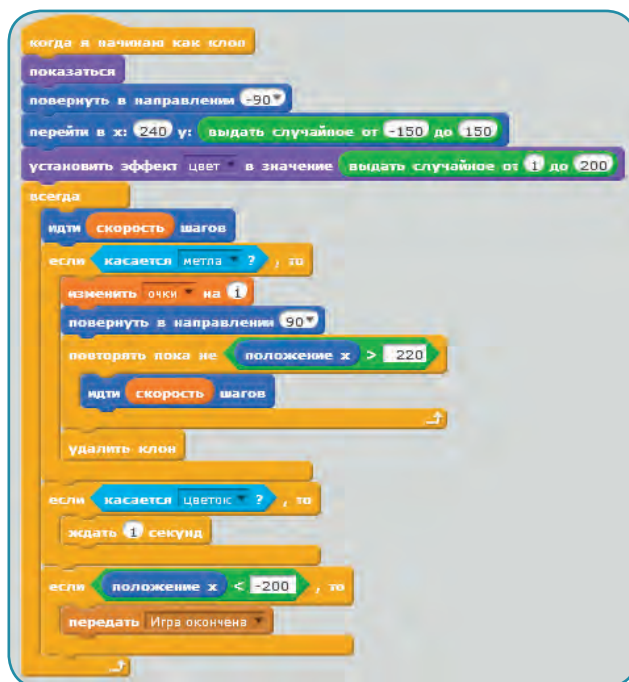 когда я начинаю как клон
показаться
повернуть в направлении -90
перейти в x: 240 y: выдать случайное от -150 до 150
установить эффект цвет в значение выдать случайное от 1 до 200
всегда
идти скорость шагов
если касается метла ? , то
изменить очки на 1
повернуть в направлении 90
повторять пока не положение x > 220
идти скорость шагов
удалить клон
если касается цветок ? , то
ждать 1 секунд
если положение x < -200 , то
передать Игра окончена